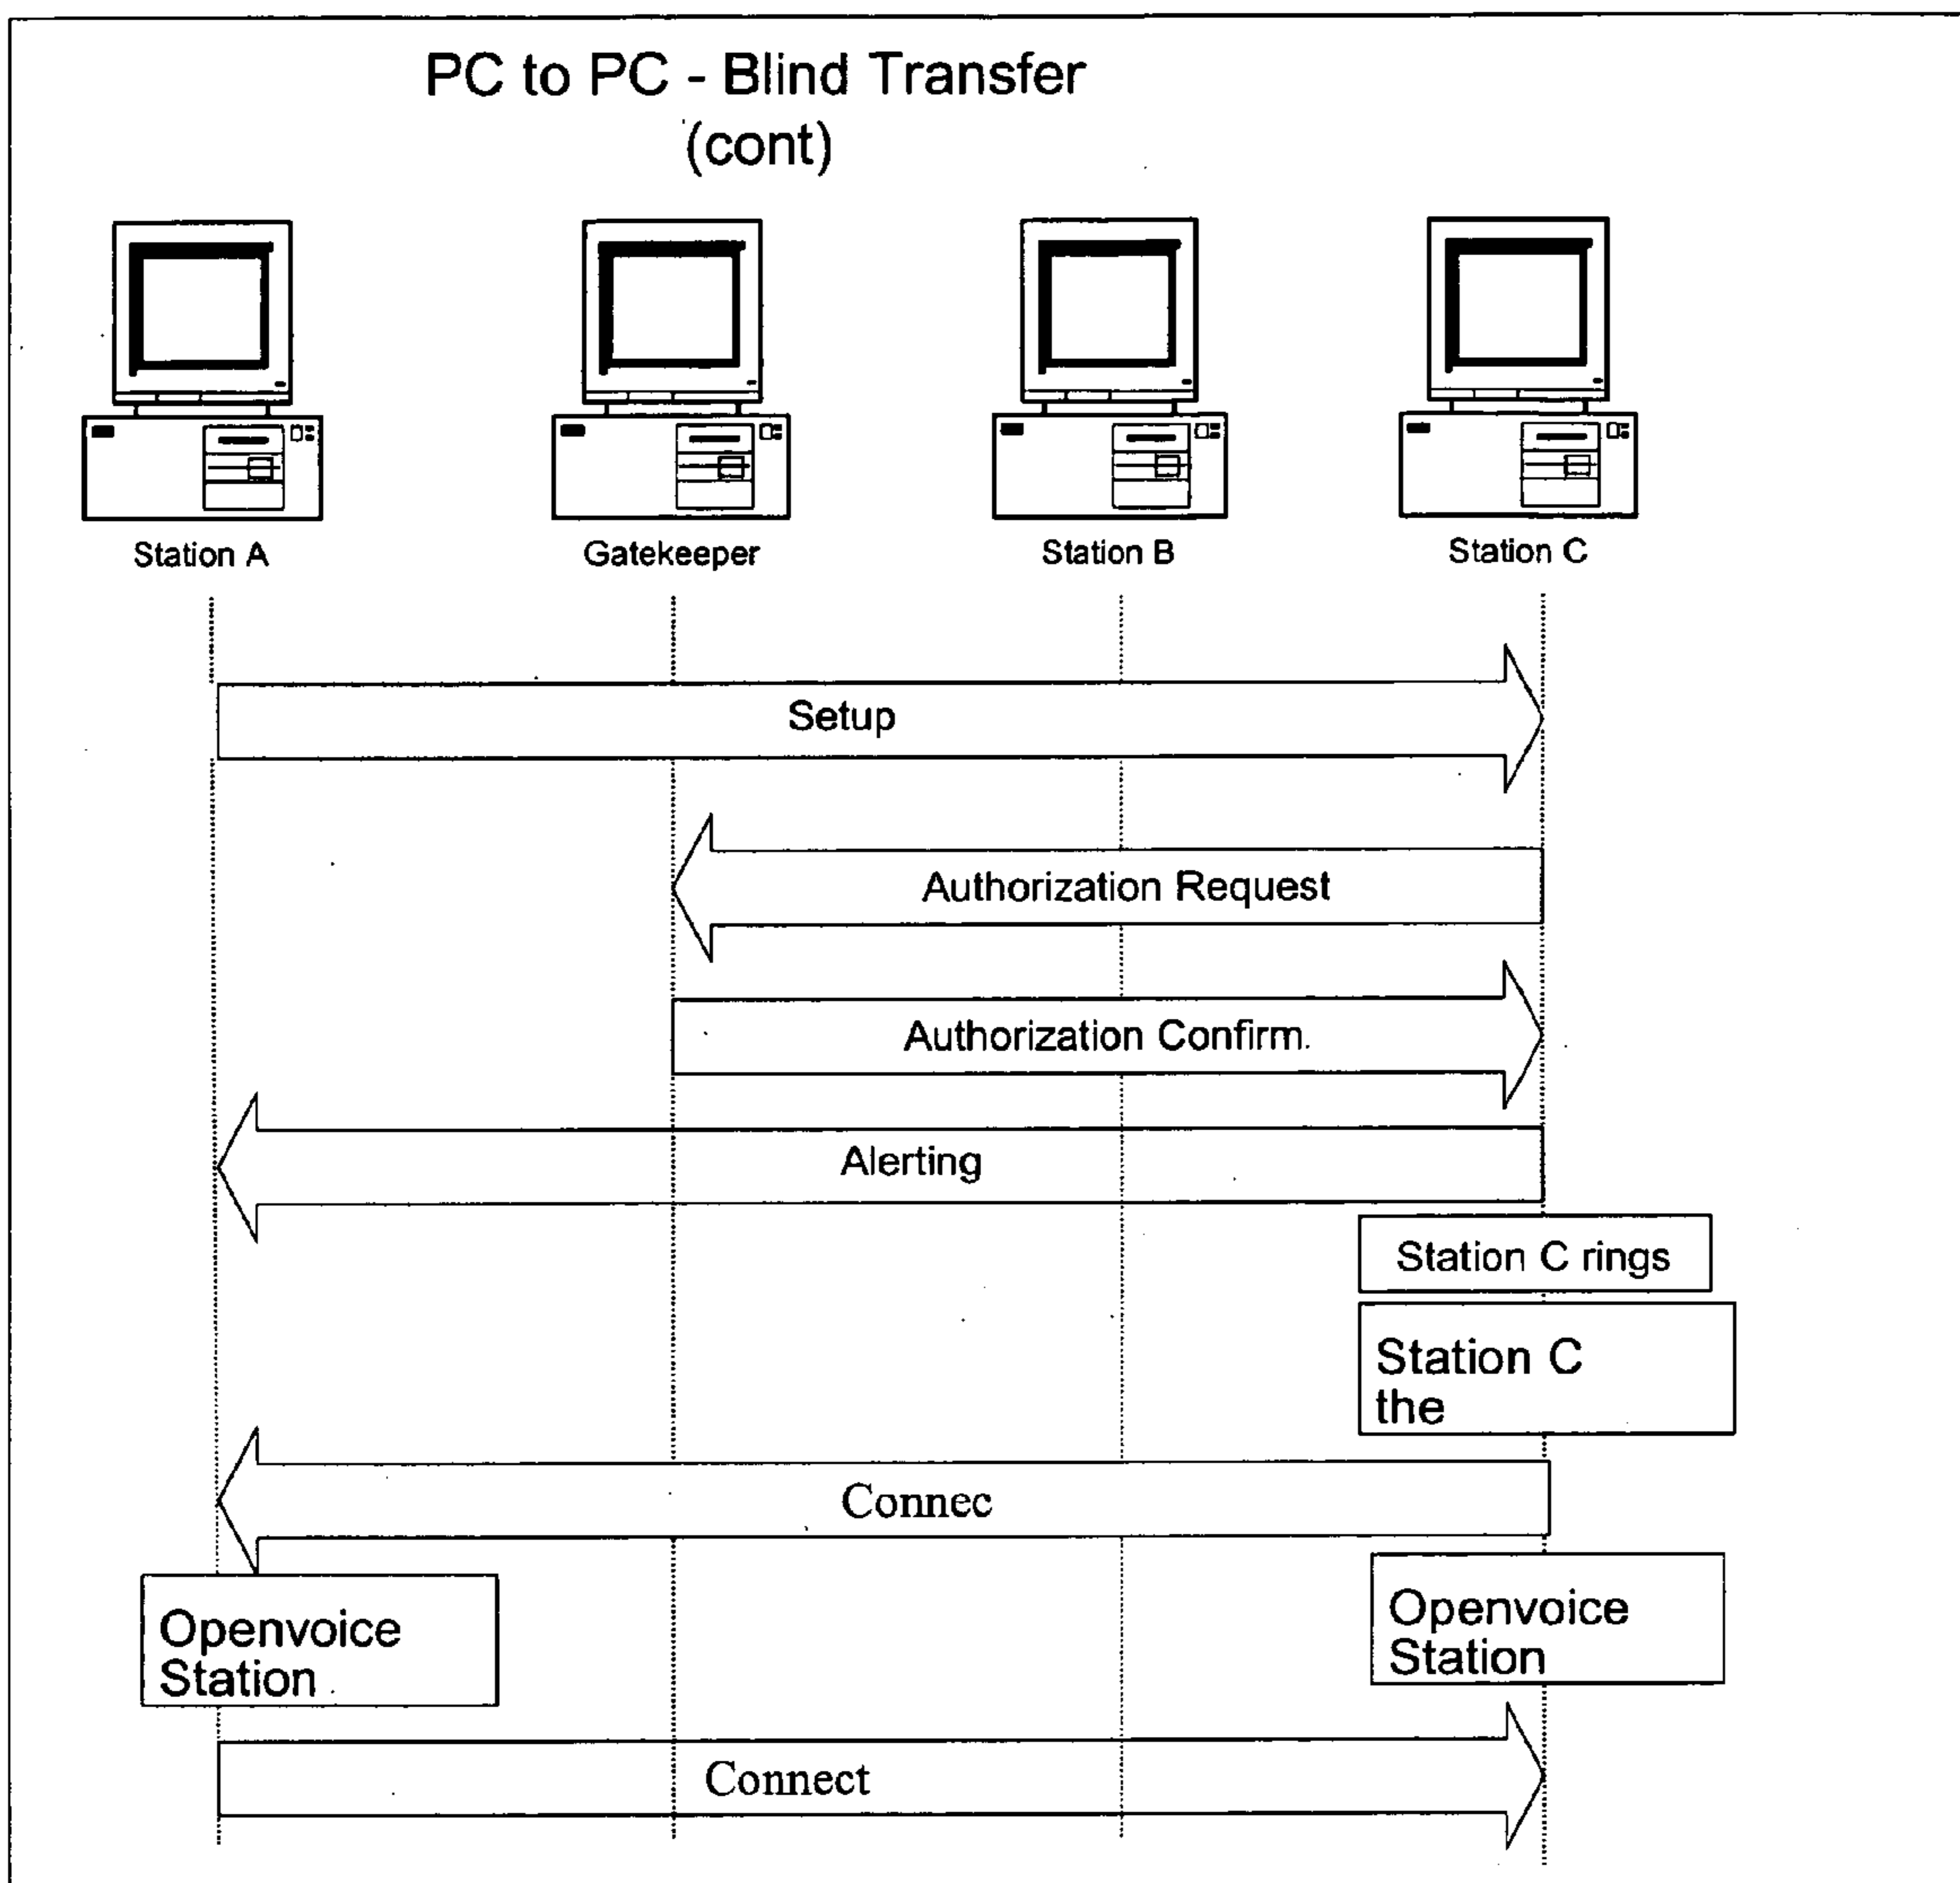 PC to PC - Blind Transfer
(cont)
Station A
Gatekeeper
Station B
Station C
Setup
Authorization Request
Authorization Confirm.
Alerting
Station C rings
Station C
the
Connec
Openvoice
Station
Openvoice
Station
Connect